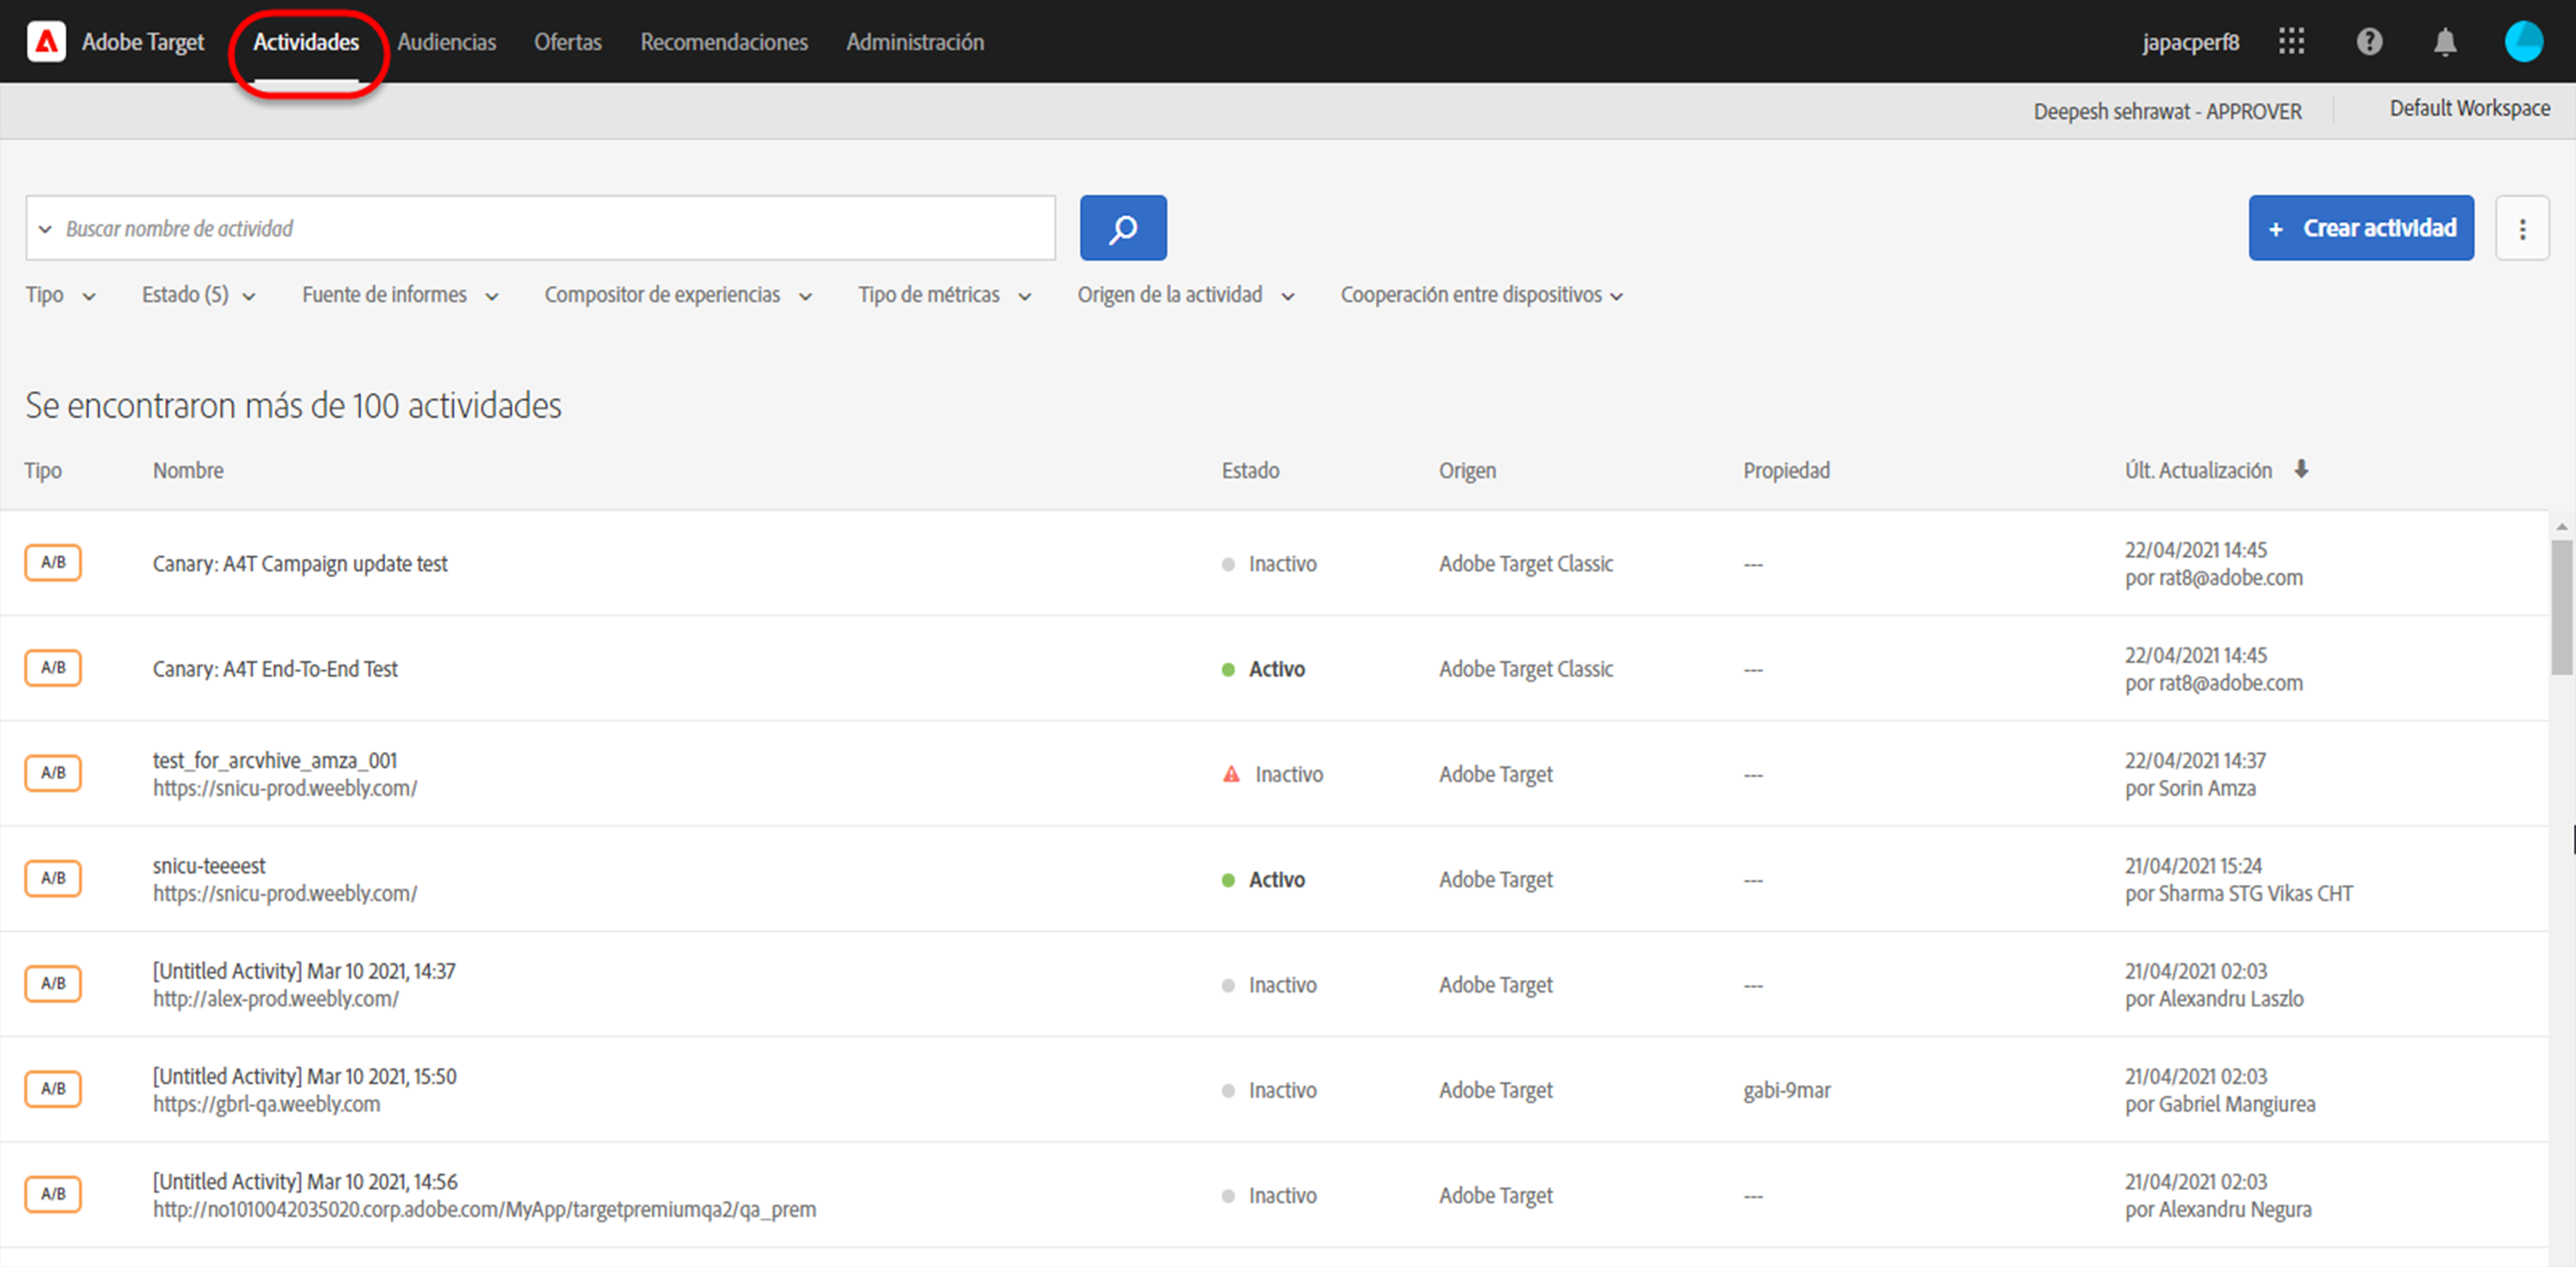 Adobe Target Actividades Audiencias Ofertas Recomendaciones Administración japacperf8
Deepesh sehrawat - APPROVER Default Workspace
Buscar nombre de actividad
+ Crear actividad
Tipo Estado (5) Fuente de informes Compositor de experiencias Tipo de métricas Origen de la actividad Cooperación entre dispositivos
Se encontraron más de 100 actividades
Tipo Nombre Estado Origen Propiedad Últ. Actualización
A/B Canary: A4T Campaign update test Inactivo Adobe Target Classic --- 22/04/2021 14:45
por rat8@adobe.com
A/B Canary: A4T End-To-End Test Activo Adobe Target Classic --- 22/04/2021 14:45
por rat8@adobe.com
A/B test_for_arcvhive_amza_001 Inactivo Adobe Target --- 22/04/2021 14:37
https://snicu-prod.weebly.com/ por Sorin Amza
A/B snicu-teeeest Activo Adobe Target --- 21/04/2021 15:24
https://snicu-prod.weebly.com/ por Sharma STG Vikas CHT
A/B [Untitled Activity] Mar 10 2021, 14:37 Inactivo Adobe Target --- 21/04/2021 02:03
http://alex-prod.weebly.com/ por Alexandru Laszlo
A/B [Untitled Activity] Mar 10 2021, 15:50 Inactivo Adobe Target gabi-9mar 21/04/2021 02:03
https://gbrl-qa.weebly.com por Gabriel Mangiurea
A/B [Untitled Activity] Mar 10 2021, 14:56 Inactivo Adobe Target --- 21/04/2021 02:03
http://no1010042035020.corp.adobe.com/MyApp/targetpremiumqa2/qa_prem por Alexandru Negura